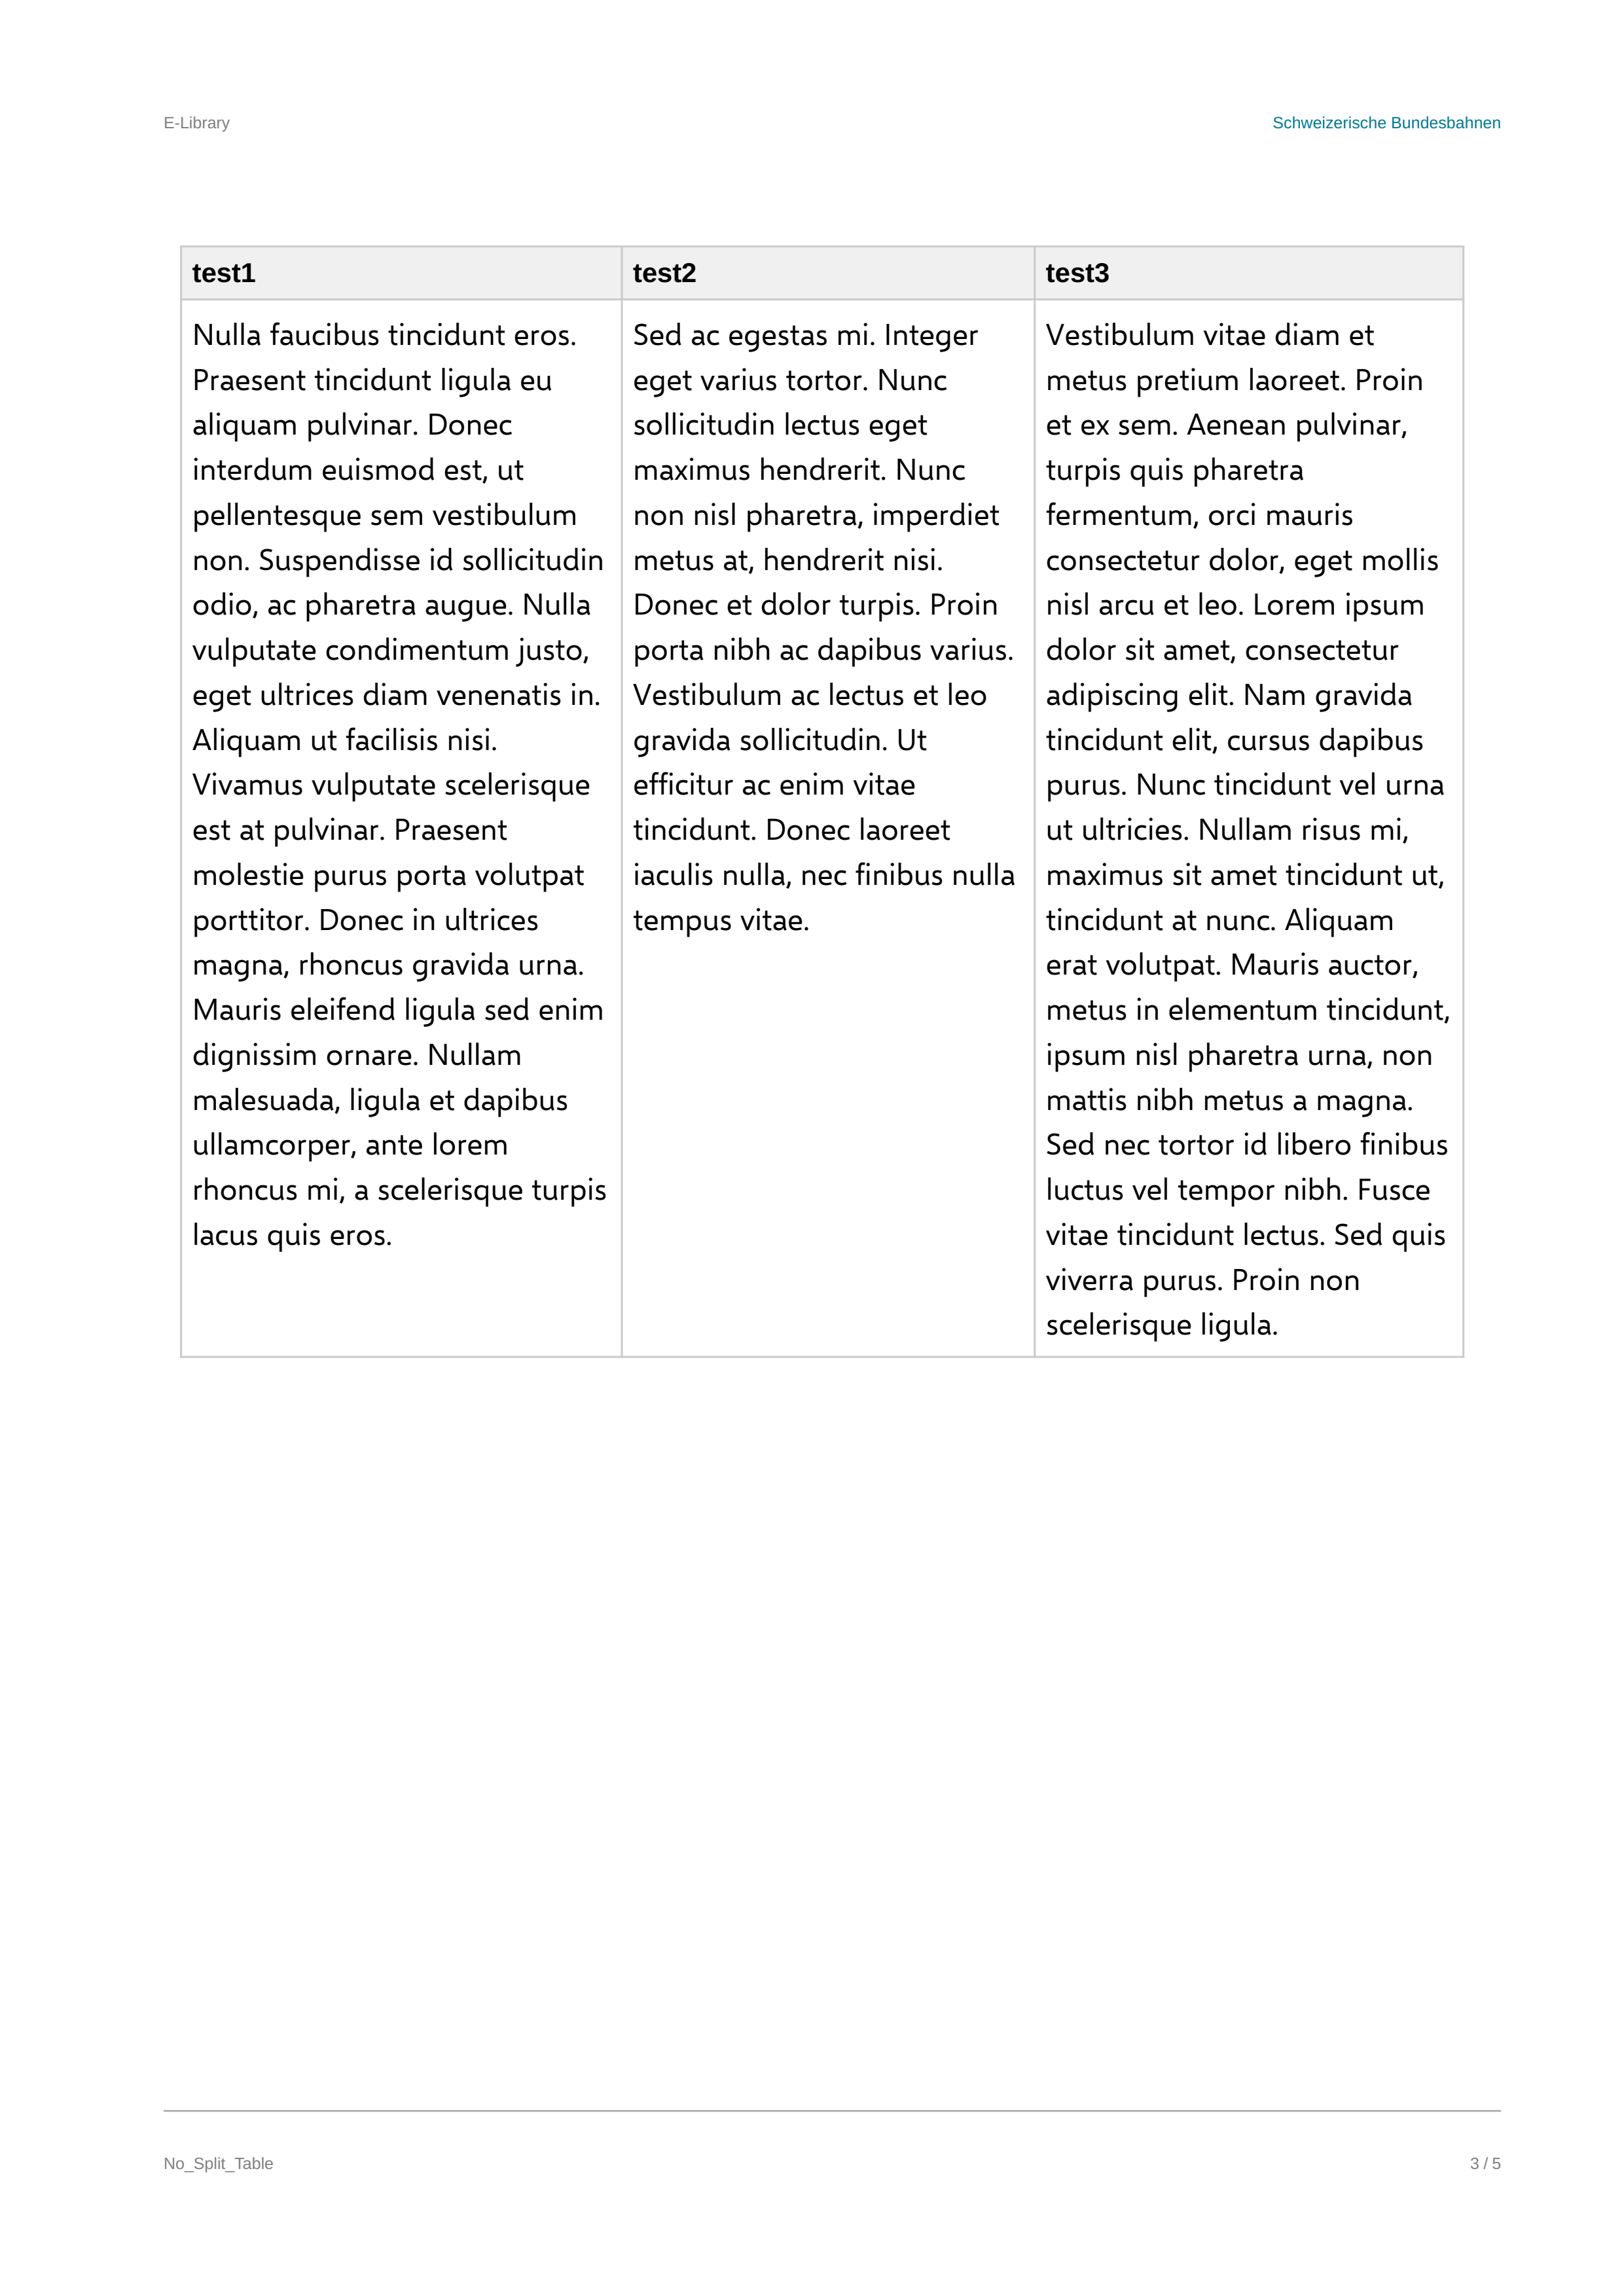 E-Library
Schweizerische Bundesbahnen
test1
test2
test3
Nulla faucibus tincidunt eros.
Praesent tincidunt ligula eu
aliquam pulvinar. Donec
interdum euismod est, ut
pellentesque sem vestibulum
non. Suspendisse id sollicitudin
odio, ac pharetra augue. Nulla
vulputate condimentum justo,
eget ultrices diam venenatis in.
Aliquam ut facilisis nisi.
Vivamus vulputate scelerisque
est at pulvinar. Praesent
molestie purus porta volutpat
porttitor. Donec in ultrices
magna, rhoncus gravida urna.
Mauris eleifend ligula sed enim
dignissim ornare. Nullam
malesuada, ligula et dapibus
ullamcorper, ante lorem
rhoncus mi, a scelerisque turpis
lacus quis eros.
Sed ac egestas mi. Integer
eget varius tortor. Nunc
sollicitudin lectus eget
maximus hendrerit. Nunc
non nisl pharetra, imperdiet
metus at, hendrerit nisi.
Donec et dolor turpis. Proin
porta nibh ac dapibus varius.
Vestibulum ac lectus et leo
gravida sollicitudin. Ut
efficitur ac enim vitae
tincidunt. Donec laoreet
iaculis nulla, nec finibus nulla
tempus vitae.
Vestibulum vitae diam et
metus pretium laoreet. Proin
et ex sem. Aenean pulvinar,
turpis quis pharetra
fermentum, orci mauris
consectetur dolor, eget mollis
nisl arcu et leo. Lorem ipsum
dolor sit amet, consectetur
adipiscing elit. Nam gravida
tincidunt elit, cursus dapibus
purus. Nunc tincidunt vel urna
ut ultricies. Nullam risus mi,
maximus sit amet tincidunt ut,
tincidunt at nunc. Aliquam
erat volutpat. Mauris auctor,
metus in elementum tincidunt,
ipsum nisl pharetra urna, non
mattis nibh metus a magna.
Sed nec tortor id libero finibus
luctus vel tempor nibh. Fusce
vitae tincidunt lectus. Sed quis
viverra purus. Proin non
scelerisque ligula.
No_Split_Table
3 / 5